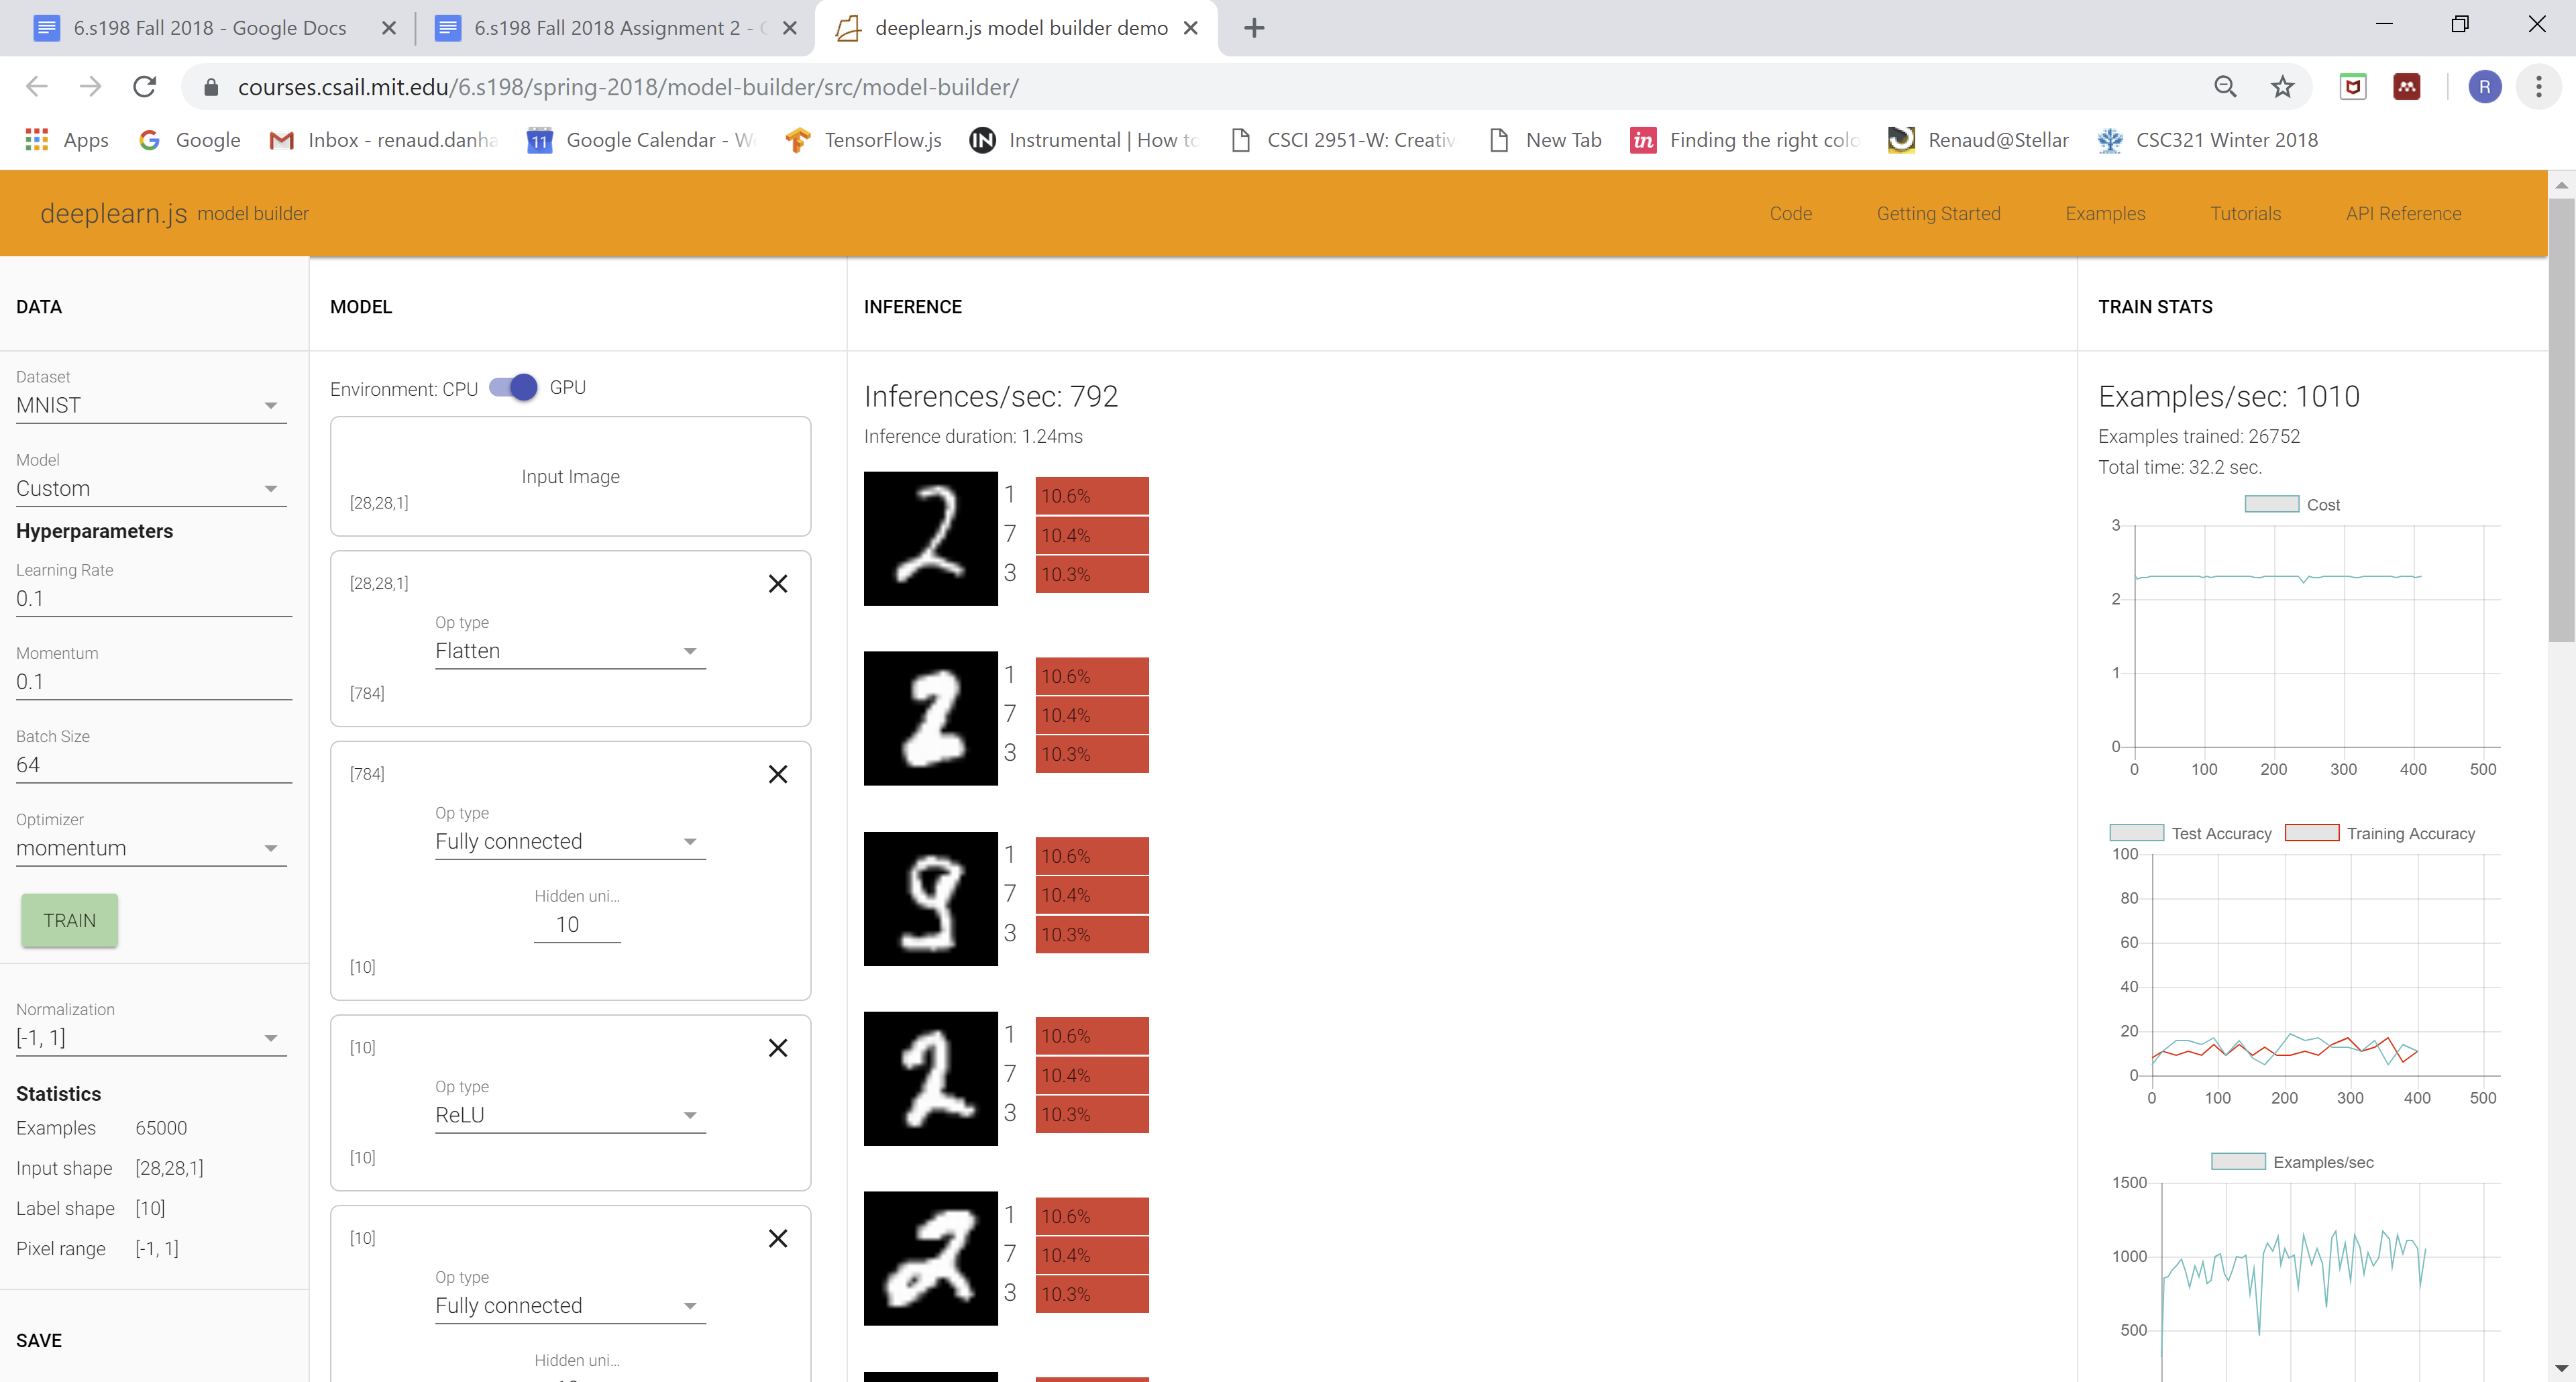 6.s198 Fall 2018 - Google Docs
6.s198 Fall 2018 Assignment 2 -
deeplearn.js model builder demo
courses.csail.mit.edu/6.s198/spring-2018/model-builder/src/model-builder/
R
Apps
Google
Inbox - renaud.danha
11
Google Calendar - W
TensorFlow.js
IN
Instrumental | How to
CSCI 2951-W: Creativ
New Tab
in
Finding the right colo
Renaud@Stellar
CSC321 Winter 2018
deeplearn.js model builder
Code
Getting Started
Examples
Tutorials
API Reference
DATA
Dataset
MNIST
Model
Custom
Hyperparameters
Learning Rate
0.1
Momentum
0.1
Batch Size
64
Optimizer
momentum
TRAIN
Normalization
[-1, 1]
Statistics
Examples 65000
Input shape [28,28,1]
Label shape [10]
Pixel range [-1, 1]
SAVE
MODEL
Environment: CPU GPU
Input Image
[28,28,1]
[28,28,1]
Op type
Flatten
[784]
[784]
Op type
Fully connected
Hidden uni...
10
[10]
[10]
Op type
ReLU
[10]
[10]
Op type
Fully connected
Hidden uni...
INFERENCE
Inferences/sec: 792
Inference duration: 1.24ms
2
1 10.6%
7 10.4%
3 10.3%
2
1 10.6%
7 10.4%
3 10.3%
9
1 10.6%
7 10.4%
3 10.3%
2
1 10.6%
7 10.4%
3 10.3%
2
1 10.6%
7 10.4%
3 10.3%
TRAIN STATS
Examples/sec: 1010
Examples trained: 26752
Total time: 32.2 sec.
Cost
3
2
1
0
0 100 200 300 400 500
Test Accuracy Training Accuracy
100
80
60
40
20
0
0 100 200 300 400 500
Examples/sec
1500
1000
500